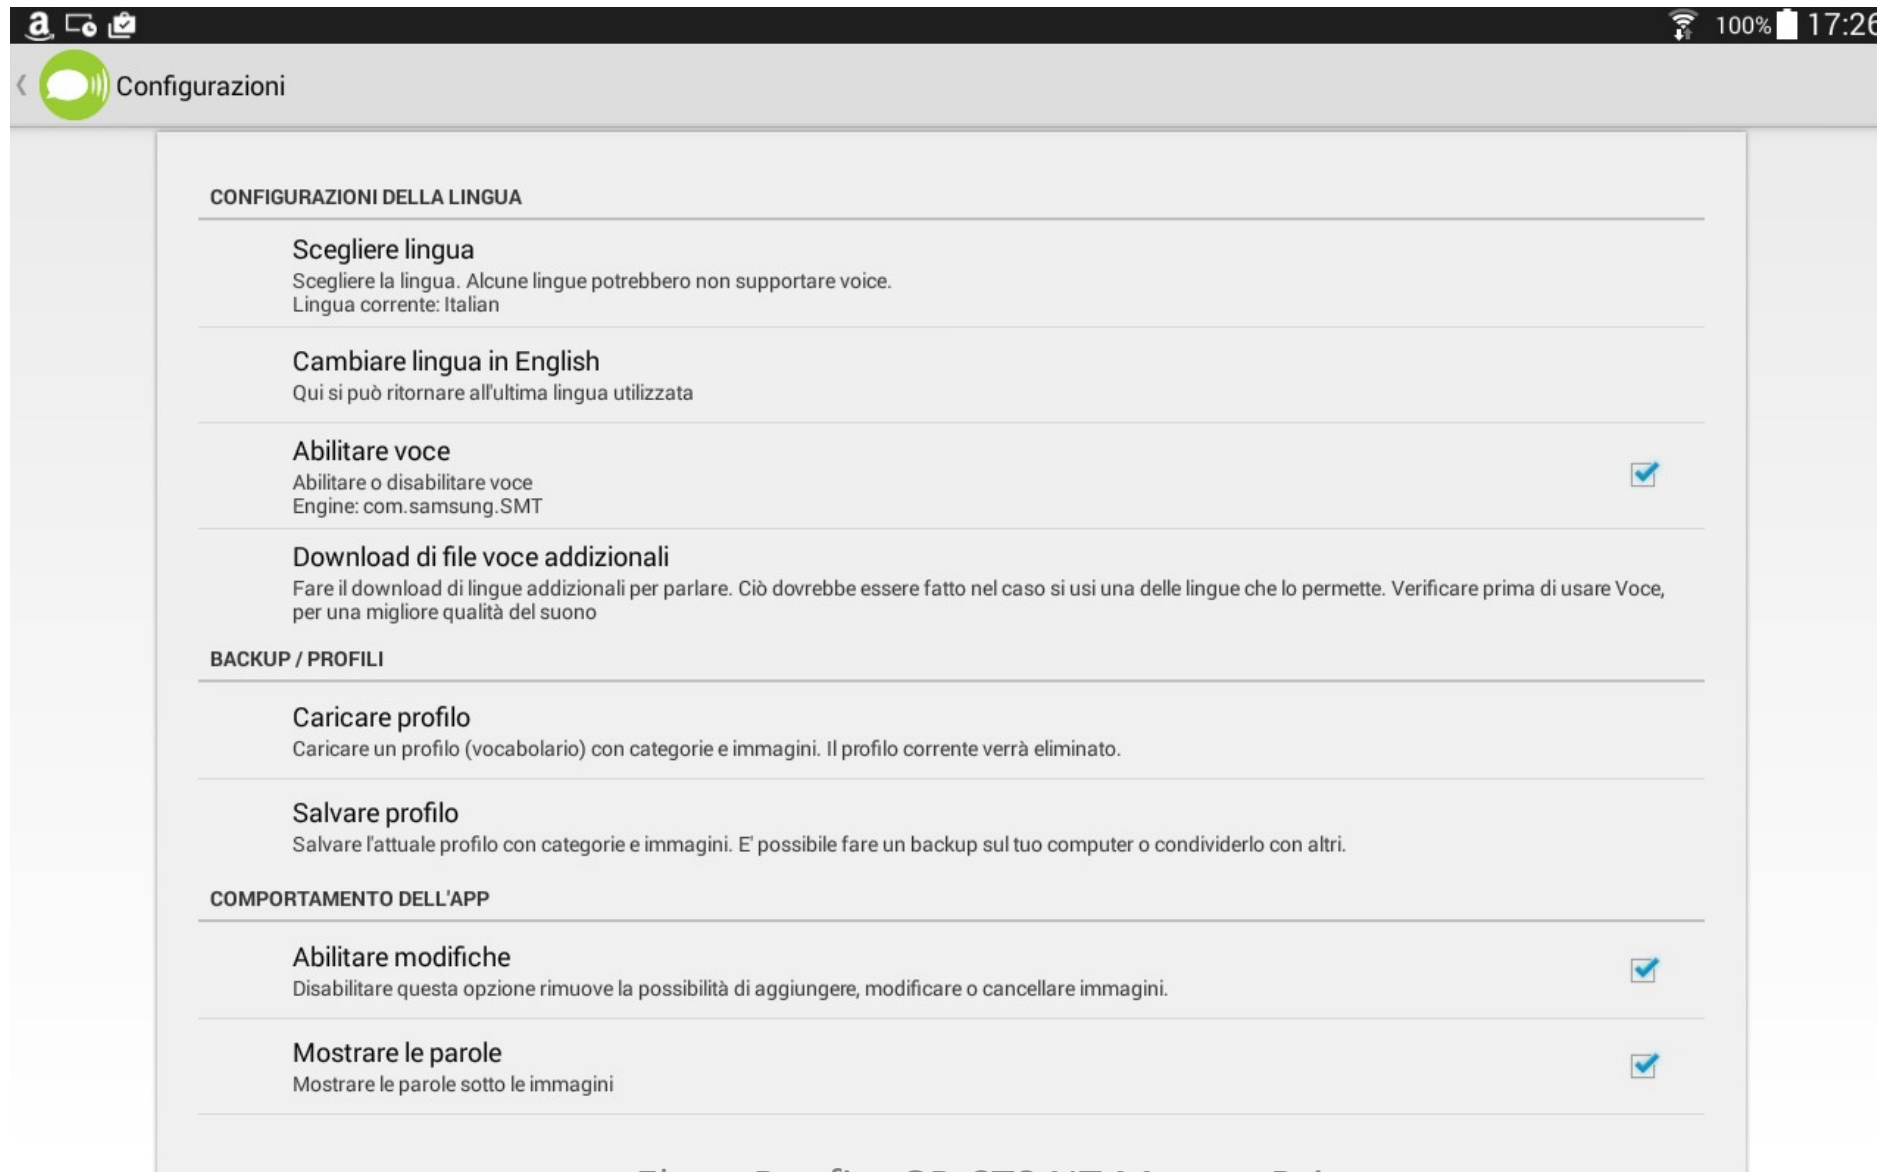 a
100% 17:26
Configurazioni
CONFIGURAZIONI DELLA LINGUA
Scegliere lingua
Scegliere la lingua. Alcune lingue potrebbero non supportare voice.
Lingua corrente: Italian
Cambiare lingua in English
Qui si può ritornare all'ultima lingua utilizzata
Abilitare voce
Abilitare o disabilitare voce
Engine: com.samsung.SMT
Download di file voce addizionali
Fare il download di lingue addizionali per parlare. Ciò dovrebbe essere fatto nel caso si usi una delle lingue che lo permette. Verificare prima di usare Voce,
per una migliore qualità del suono
BACKUP / PROFILI
Caricare profilo
Caricare un profilo (vocabolario) con categorie e immagini. Il profilo corrente verrà eliminato.
Salvare profilo
Salvare l'attuale profilo con categorie e immagini. E' possibile fare un backup sul tuo computer o condividerlo con altri.
COMPORTAMENTO DELL'APP
Abilitare modifiche
Disabilitare questa opzione rimuove la possibilità di aggiungere, modificare o cancellare immagini.
Mostrare le parole
Mostrare le parole sotto le immagini